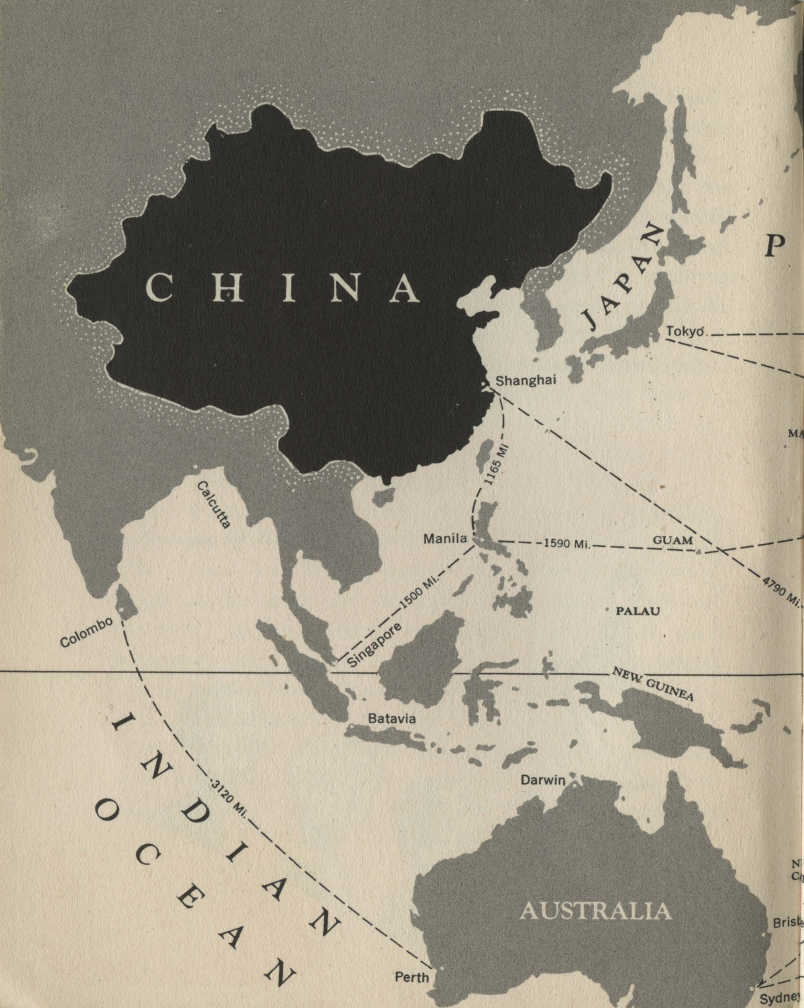 CHINA
JAPAN
P
Tokyo
Shanghai
1165 Mi
Calcutta
Manila
1590 Mi.
GUAM
4790 Mi.
1500 Mi.
PALAU
Colombo
Singapore
NEW GUINEA
Batavia
INDIAN
OCEAN
3120 Mi.
Darwin
AUSTRALIA
Perth